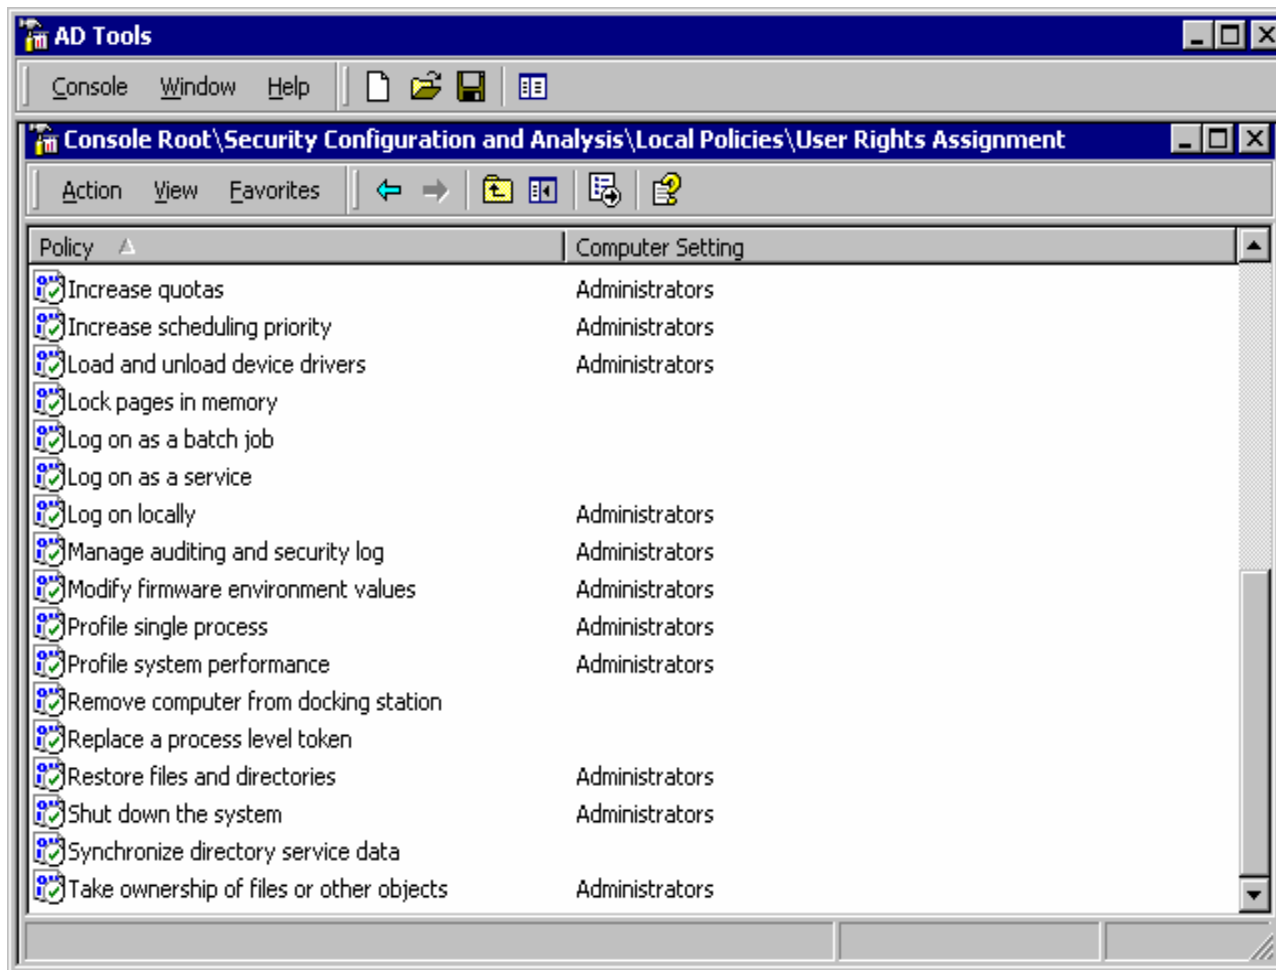 AD Tools
Console Window Help
Console Root\Security Configuration and Analysis\Local Policies\User Rights Assignment
Action View Favorites
Policy Computer Setting
Increase quotas Administrators
Increase scheduling priority Administrators
Load and unload device drivers Administrators
Lock pages in memory
Log on as a batch job
Log on as a service
Log on locally Administrators
Manage auditing and security log Administrators
Modify firmware environment values Administrators
Profile single process Administrators
Profile system performance Administrators
Remove computer from docking station
Replace a process level token
Restore files and directories Administrators
Shut down the system Administrators
Synchronize directory service data
Take ownership of files or other objects Administrators